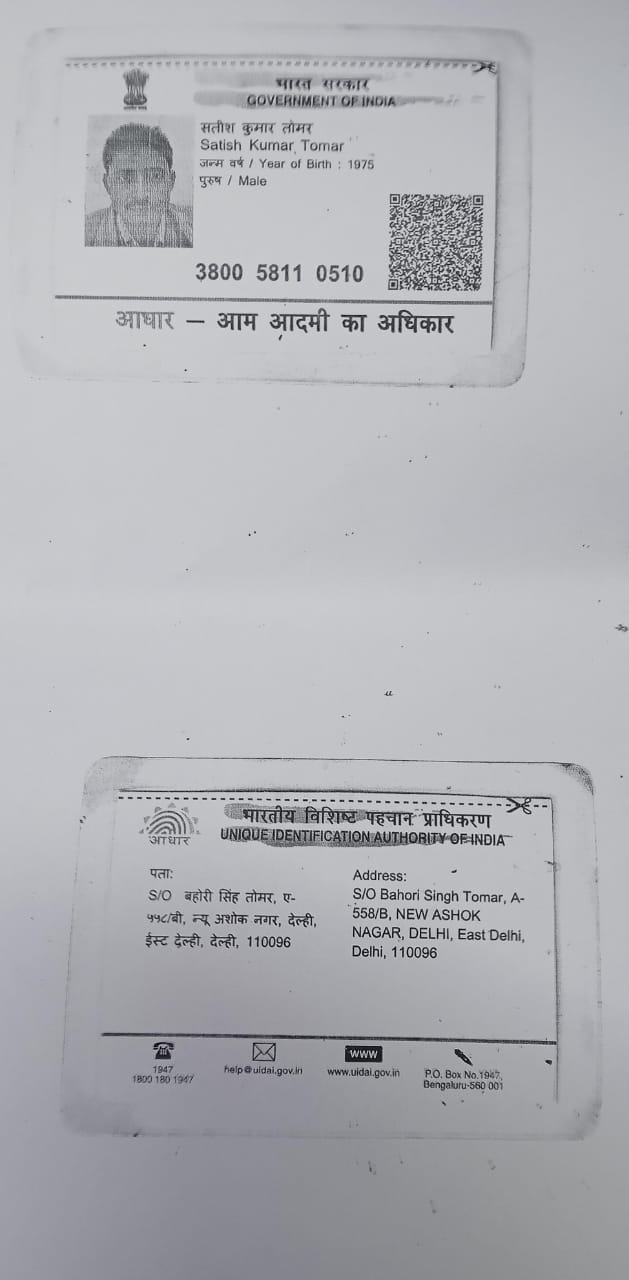 भारत सरकार
GOVERNMENT OF INDIA
सतीश कुमार तोमर
Satish Kumar Tomar
जन्म वर्ष / Year of Birth : 1975
पुरुष / Male
3800 5811 0510
आधार – आम आदमी का अधिकार
भारतीय विशिष्ट पहचान प्राधिकरण
UNIQUE IDENTIFICATION AUTHORITY OF INDIA
आधार
पता:
S/O बहोरी सिंह तोमर, ए-
५५८/बी, न्यू अशोक नगर, देल्ही,
ईस्ट देल्ही, देल्ही, 110096
Address:
S/O Bahori Singh Tomar, A-
558/B, NEW ASHOK
NAGAR, DELHI, East Delhi,
Delhi, 110096
1947
1800 180 1947
help@uidai.gov.in
www
www.uidai.gov.in
P.O. Box No.1947,
Bengaluru-560 001